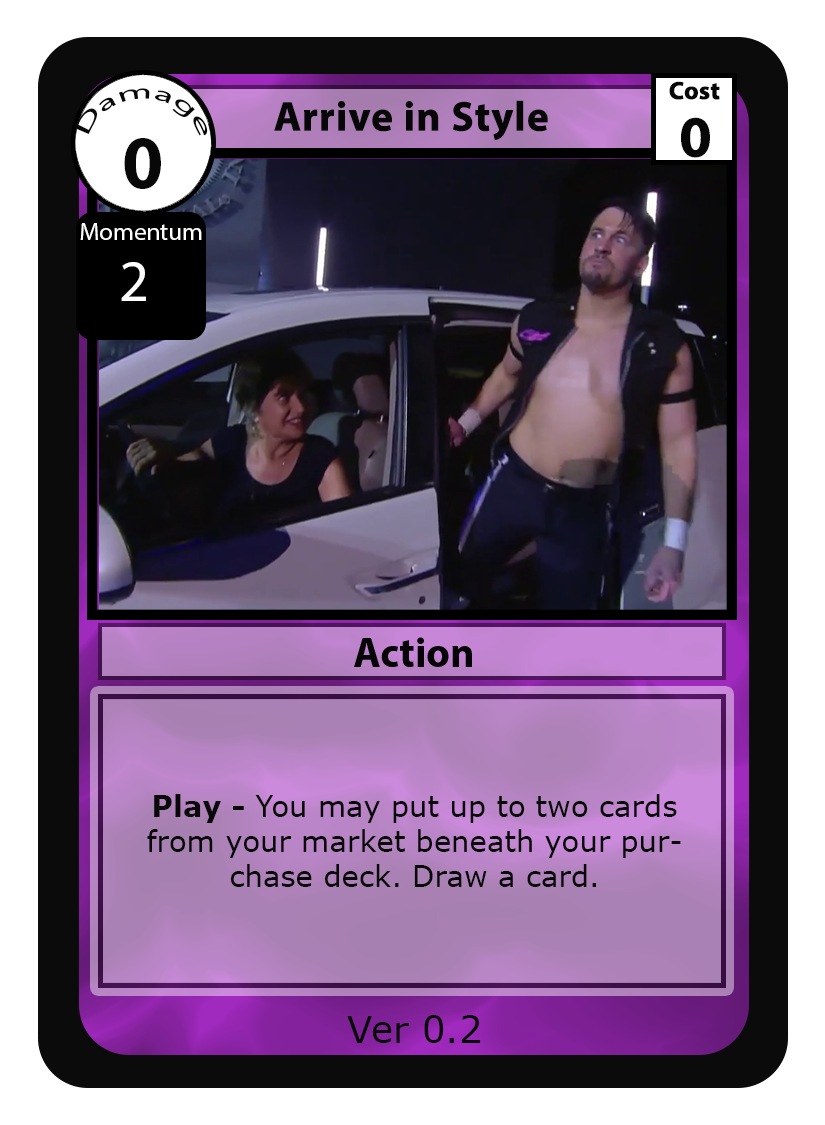 Damage
0
Arrive in Style
Cost
0
Momentum
2
Action
Play - You may put up to two cards
from your market beneath your pur-
chase deck. Draw a card.
Ver 0.2